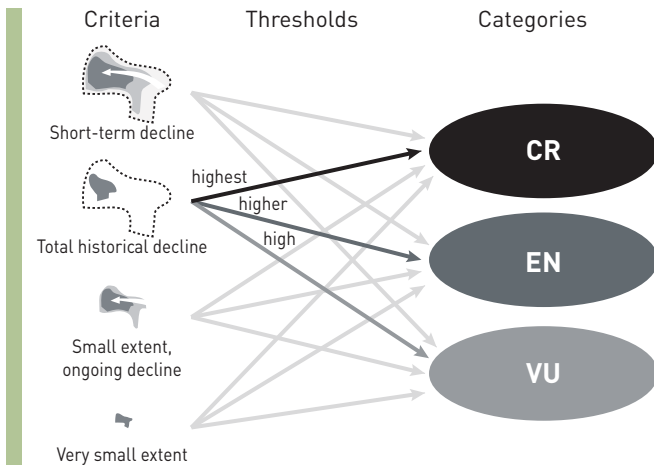 Criteria Thresholds Categories
Short-term decline
Total historical decline
Small extent,
ongoing decline
Very small extent
highest
higher
high
CR
EN
VU